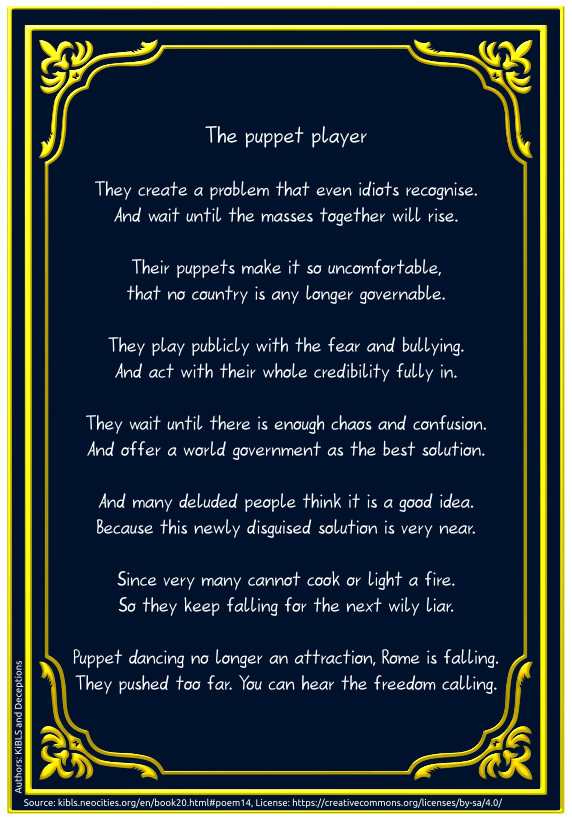 The puppet player
They create a problem that even idiots recognise.
And wait until the masses together will rise.
Their puppets make it so uncomfortable,
that no country is any longer governable.
They play publicly with the fear and bullying.
And act with their whole credibility fully in.
They wait until there is enough chaos and confusion.
And offer a world government as the best solution.
And many deluded people think it is a good idea.
Because this newly disguised solution is very near.
Since very many cannot cook or light a fire.
So they keep falling for the next wily liar.
Puppet dancing no longer an attraction, Rome is falling.
They pushed too far. You can hear the freedom calling.
Authors: KiBLS and Deceptions
Source: kibls.neocities.org/en/book20.html#poem14, License: https://creativecommons.org/licenses/by-sa/4.0/